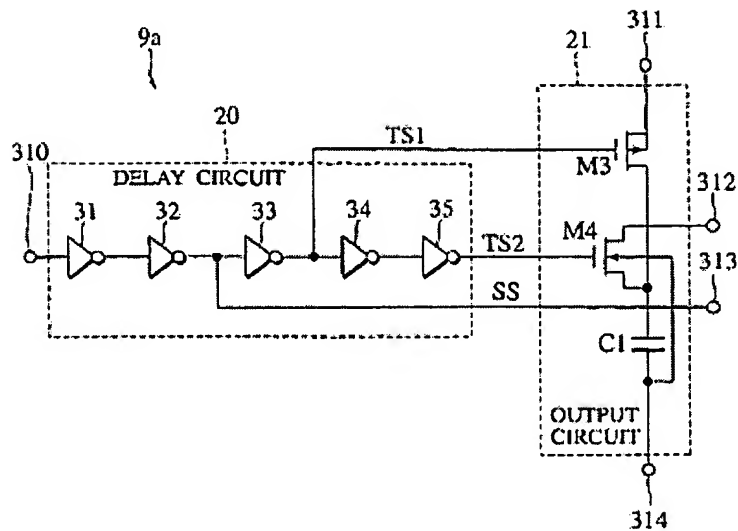 9a
311
21
20
TS1
310
DELAY CIRCUIT
M3
312
31
32
33
34
35
M4
TS2
313
SS
C1
OUTPUT
CIRCUIT
314